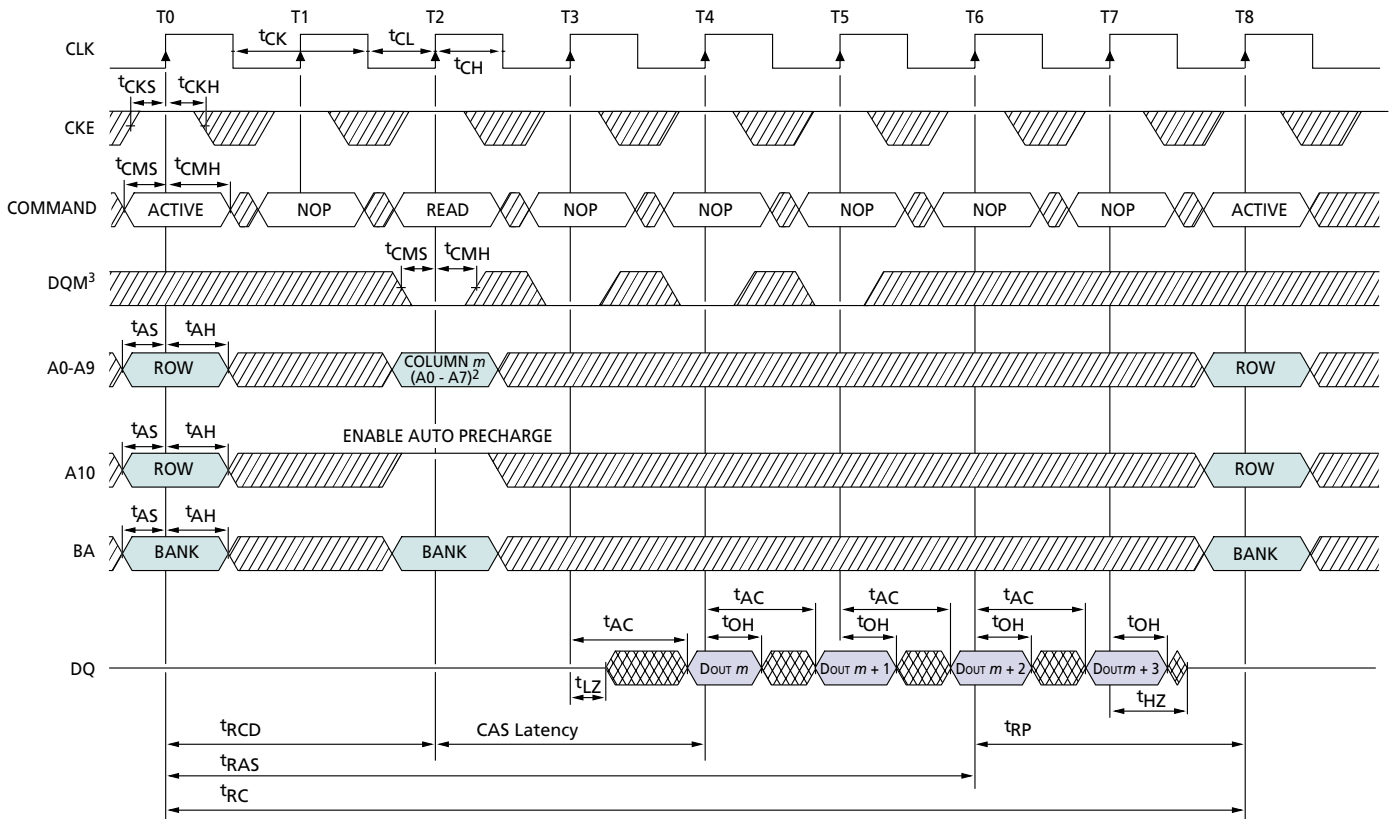 T0 T1 T2 T3 T4 T5 T6 T7 T8
CLK
tCK tCL
tCH
tCKS tCKH
CKE
tCMS tCMH
COMMAND ACTIVE NOP READ NOP NOP NOP NOP NOP ACTIVE
tCMS tCMH
DQM3
tAS tAH
A0-A9 ROW COLUMN m ROW
(A0 - A7)2
tAS tAH
ENABLE AUTO PRECHARGE
A10 ROW ROW
tAS tAH
BA BANK BANK BANK
tAC tAC tAC
tAC tOH tOH tOH tOH
DQ DOUT m DOUT m + 1 DOUT m + 2 DOUT m + 3
tLZ tHZ
tRCD CAS Latency tRP
tRAS
tRC